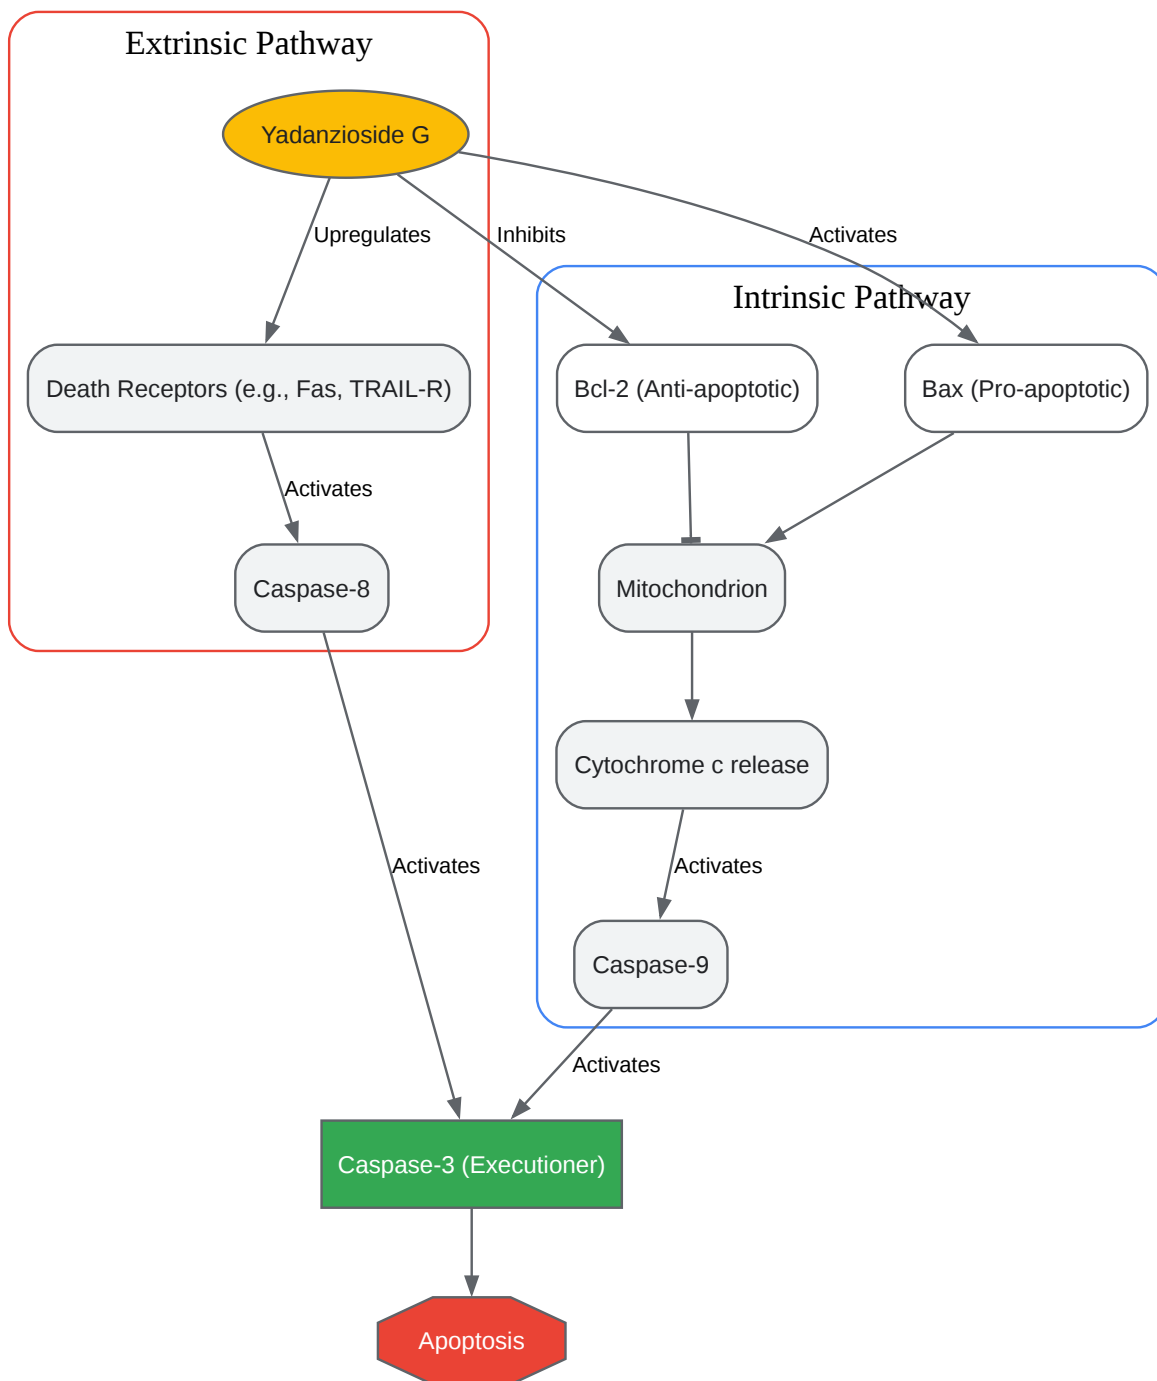 Extrinsic Pathway
Yadanzioside G
Upregulates
Inhibits
Activates
Intrinsic Pathway
Death Receptors (e.g., Fas, TRAIL-R)
Bcl-2 (Anti-apoptotic)
Bax (Pro-apoptotic)
Activates
Caspase-8
Mitochondrion
Cytochrome c release
Activates
Activates
Caspase-9
Activates
Caspase-3 (Executioner)
Apoptosis